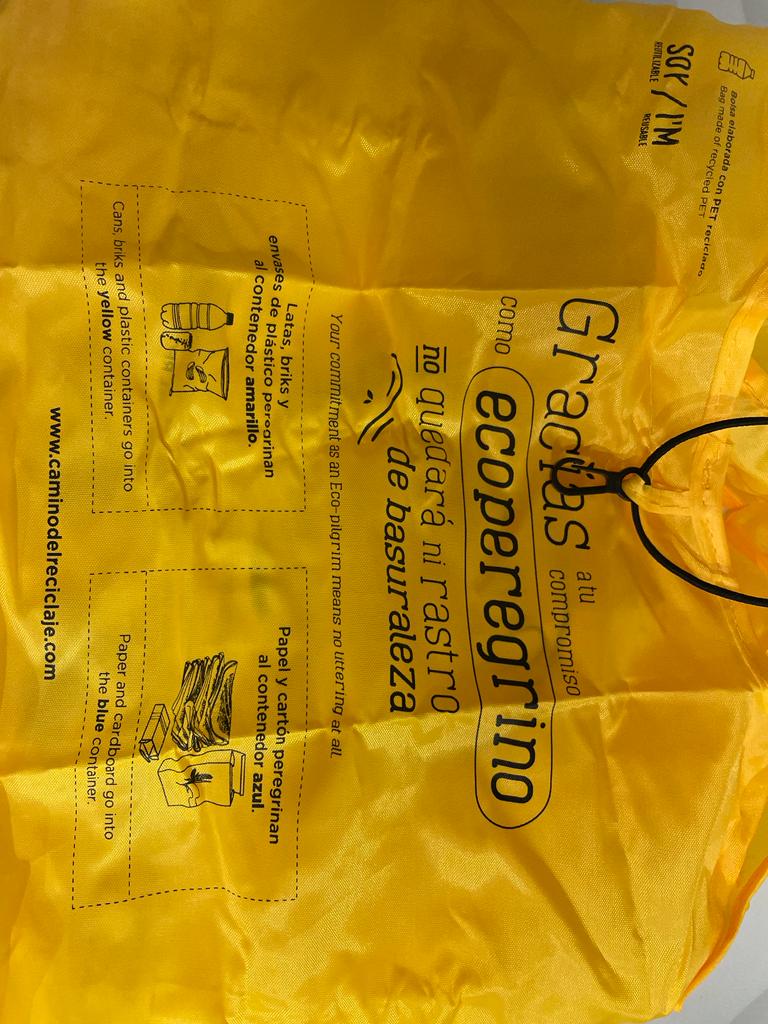 Bolsa elaborada con PET reciclado
Bag made of recycled PET
SOY / I'M
REUTILIZABLE
REUSABLE
Gracias a tu compromiso
como ecoperegrino
no quedará ni rastro
de basuraleza
Your commitment as an Eco-pilgrim means no littering at all.
Latas, briks y
envases de plástico peregrinan
al contenedor amarillo.
Cans, briks and plastic containers go into
the yellow container.
Papel y cartón peregrinan
al contenedor azul.
Paper and cardboard go into
the blue container.
www.caminodelreciclaje.com